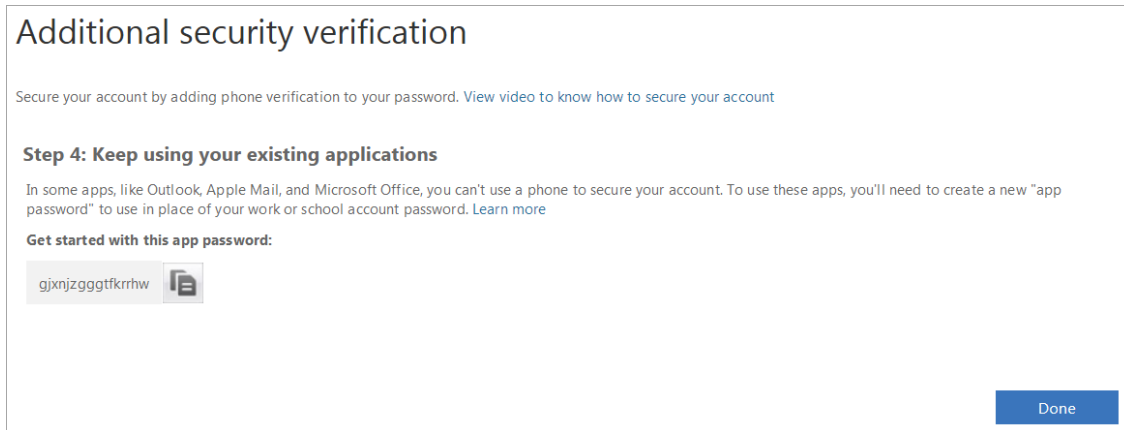 Additional security verification
Secure your account by adding phone verification to your password. View video to know how to secure your account
Step 4: Keep using your existing applications
In some apps, like Outlook, Apple Mail, and Microsoft Office, you can't use a phone to secure your account. To use these apps, you'll need to create a new "app
password" to use in place of your work or school account password. Learn more
Get started with this app password:
gjxnjzgggtfkrrhw
Done